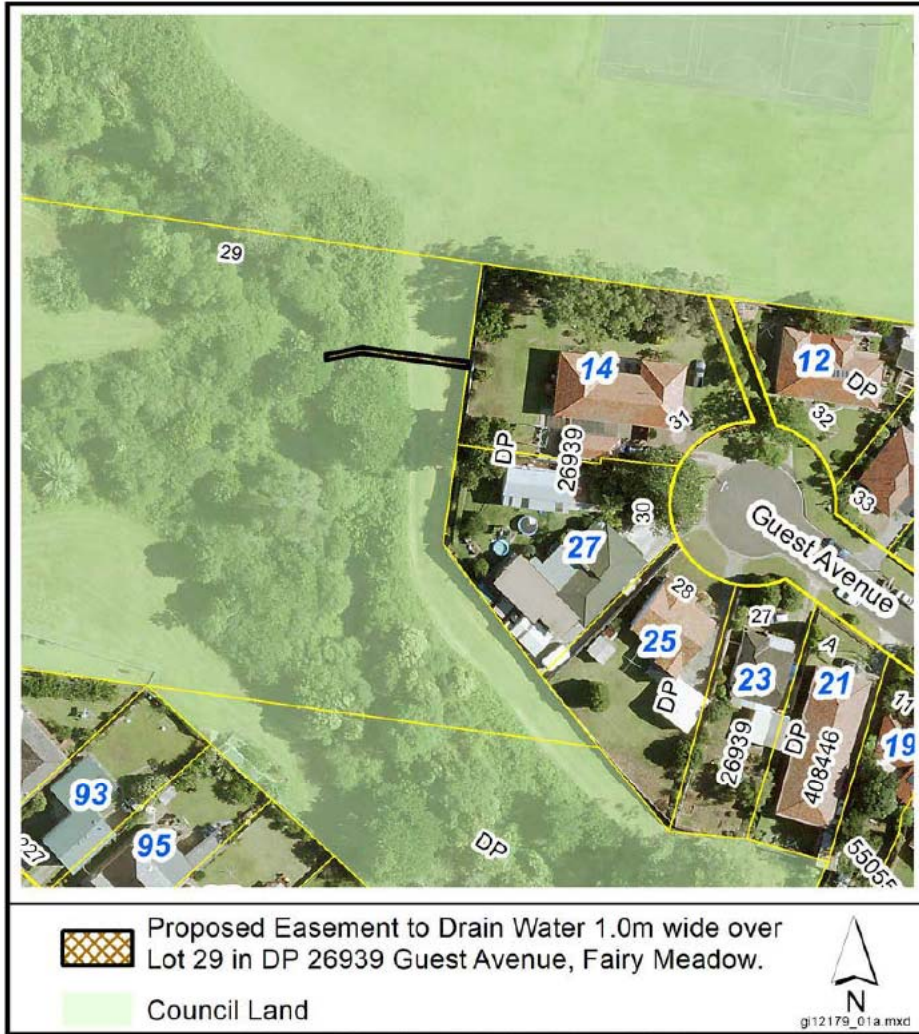 29
14
12
DP
31
32
DP
26939
33
30
27
Guest Avenue
28
27
A
25
23
21
11
DP
26939
DP
408446
19
93
95
227
DP
55055
Proposed Easement to Drain Water 1.0m wide over
Lot 29 in DP 26939 Guest Avenue, Fairy Meadow.
Council Land
N
gi12179_01a.mxd